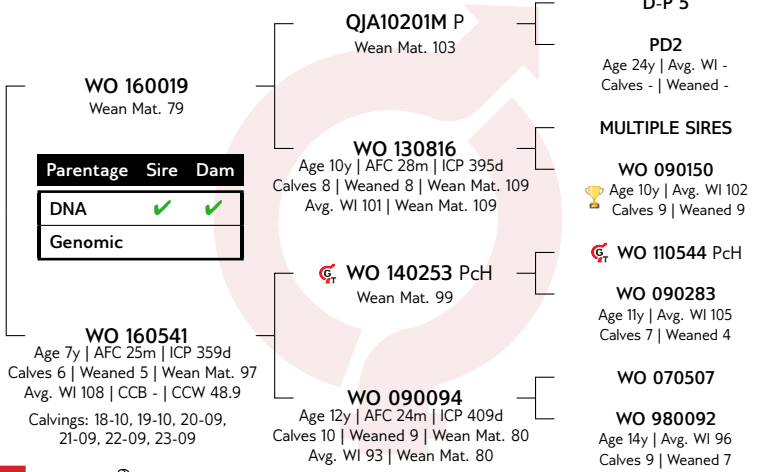 D-P 5
QJA10201M P
Wean Mat. 103
PD2
Age 24y | Avg. WI -
Calves - | Weaned -
WO 160019
Wean Mat. 79
MULTIPLE SIRES
WO 130816
Age 10y | AFC 28m | ICP 395d
Calves 8 | Weaned 8 | Wean Mat. 109
Avg. WI 101 | Wean Mat. 109
WO 090150
Age 10y | Avg. WI 102
Calves 9 | Weaned 9
Parentage Sire Dam
DNA ✔ ✔
Genomic
GT WO 140253 PcH
Wean Mat. 99
GT WO 110544 PcH
WO 090283
Age 11y | Avg. WI 105
Calves 7 | Weaned 4
WO 160541
Age 7y | AFC 25m | ICP 359d
Calves 6 | Weaned 5 | Wean Mat. 97
Avg. WI 108 | CCB - | CCW 48.9
Calvings: 18-10, 19-10, 20-09,
21-09, 22-09, 23-09
WO 070507
WO 090094
Age 12y | AFC 24m | ICP 409d
Calves 10 | Weaned 9 | Wean Mat. 80
Avg. WI 93 | Wean Mat. 80
WO 980092
Age 14y | Avg. WI 96
Calves 9 | Weaned 7